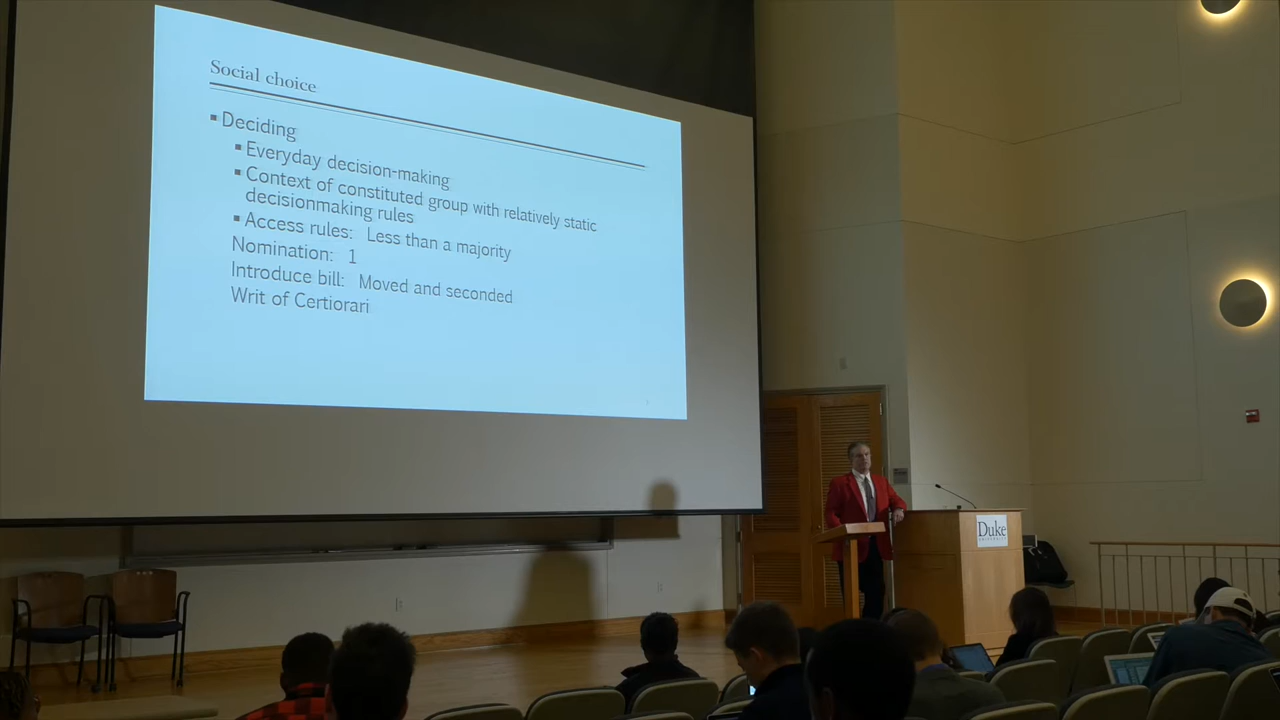 Social choice
▪ Deciding
▪ Everyday decision-making
▪ Context of constituted group with relatively static
decisionmaking rules
▪ Access rules: Less than a majority
Nomination: 1
Introduce bill: Moved and seconded
Writ of Certiorari
Duke
UNIVERSITY